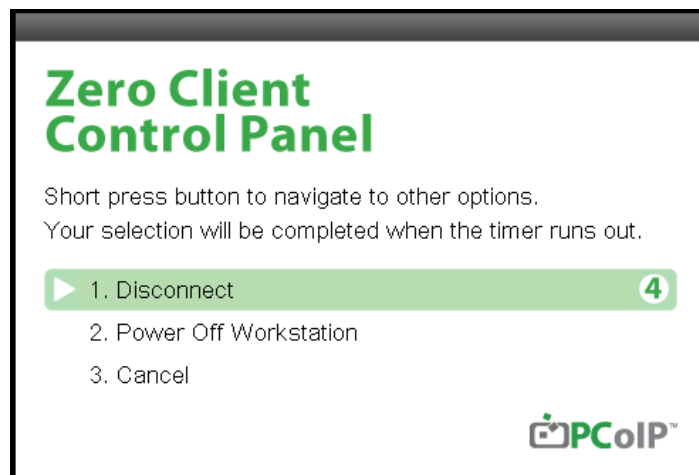 Zero Client
Control Panel
Short press button to navigate to other options.
Your selection will be completed when the timer runs out.
1. Disconnect 4
2. Power Off Workstation
3. Cancel
PCoIP™